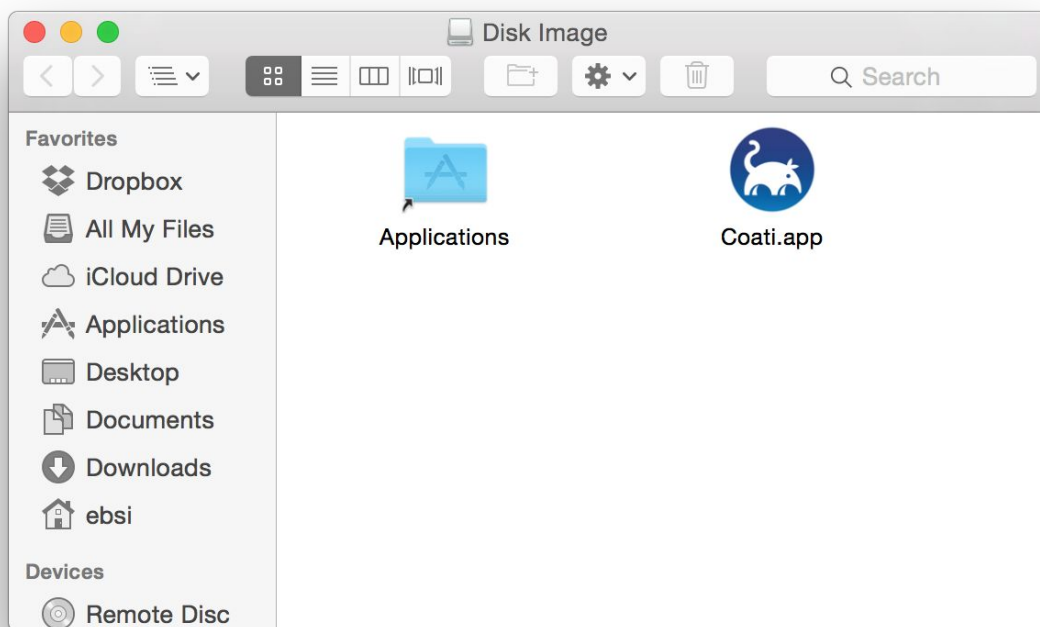 Disk Image
Search
Favorites
Dropbox
All My Files
iCloud Drive
Applications
Desktop
Documents
Downloads
ebsi
Devices
Remote Disc
Applications
Coati.app